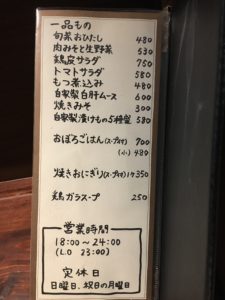 一品もの
旬菜おひたし 480
肉みそと生野菜 530
鶏皮サラダ 750
トマトサラダ 580
もつ煮込み 480
自家製白肝ムース 600
焼きみそ 300
自家製漬けもの5種盛 580
おぼろごはん(スープ付) 700
(小) 480
焼きおにぎり(スープ付) 1ケ350
鶏ガラスープ 250
営業時間
18:00〜24:00
(L.O 23:00)
定休日
日曜日、祝日の月曜日